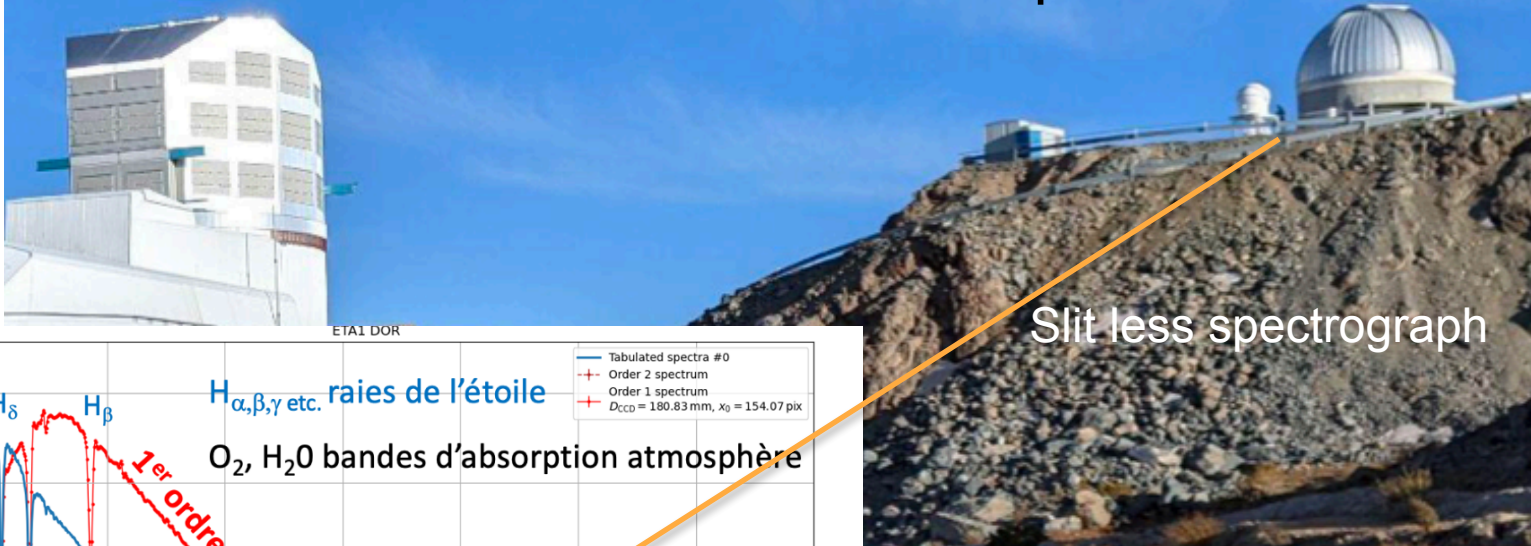 Slit less spectrograph
ETA1 DOR
Tabulated spectra #0
Order 2 spectrum
Order 1 spectrum
D_CCD = 180.83 mm, x₀ = 154.07 pix
H_δ
H_β
H_α,β,γ etc. raies de l'étoile
O₂, H₂0 bandes d'absorption atmosphère
1er ordre